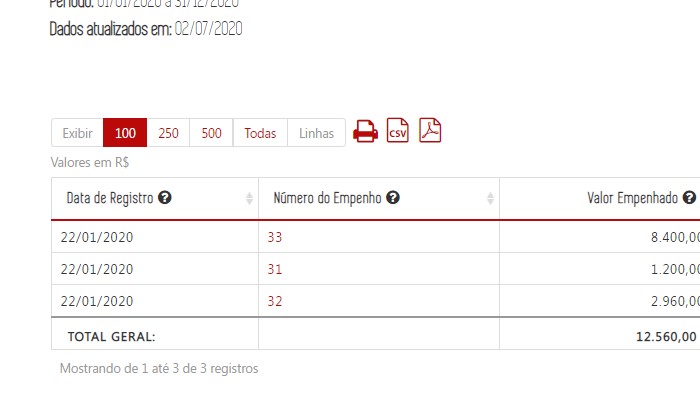 Período: 01/01/2020 a 31/12/2020
Dados atualizados em: 02/07/2020
Exibir 100 250 500 Todas Linhas CSV
Valores em R$
Data de Registro ? Número do Empenho ? Valor Empenhado ?
22/01/2020 33 8.400,00
22/01/2020 31 1.200,00
22/01/2020 32 2.960,00
TOTAL GERAL: 12.560,00
Mostrando de 1 até 3 de 3 registros